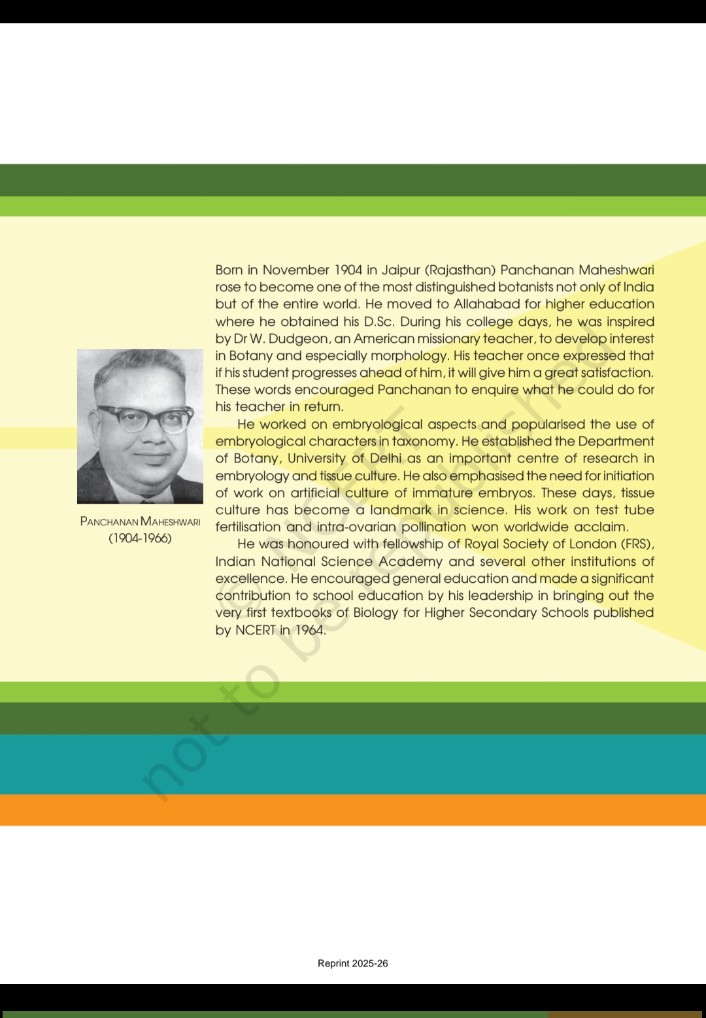 Born in November 1904 in Jaipur (Rajasthan) Panchanan Maheshwari
rose to become one of the most distinguished botanists not only of India
but of the entire world. He moved to Allahabad for higher education
where he obtained his D.Sc. During his college days, he was inspired
by Dr W. Dudgeon, an American missionary teacher, to develop interest
in Botany and especially morphology. His teacher once expressed that
if his student progresses ahead of him, it will give him a great satisfaction.
These words encouraged Panchanan to enquire what he could do for
his teacher in return.
He worked on embryological aspects and popularised the use of
embryological characters in taxonomy. He established the Department
of Botany, University of Delhi as an important centre of research in
embryology and tissue culture. He also emphasised the need for initiation
of work on artificial culture of immature embryos. These days, tissue
culture has become a landmark in science. His work on test tube
fertilisation and intra-ovarian pollination won worldwide acclaim.
He was honoured with fellowship of Royal Society of London (FRS),
Indian National Science Academy and several other institutions of
excellence. He encouraged general education and made a significant
contribution to school education by his leadership in bringing out the
very first textbooks of Biology for Higher Secondary Schools published
by NCERT in 1964.
PANCHANAN MAHESHWARI
(1904-1966)
© NCERT
not to be republished
Reprint 2025-26